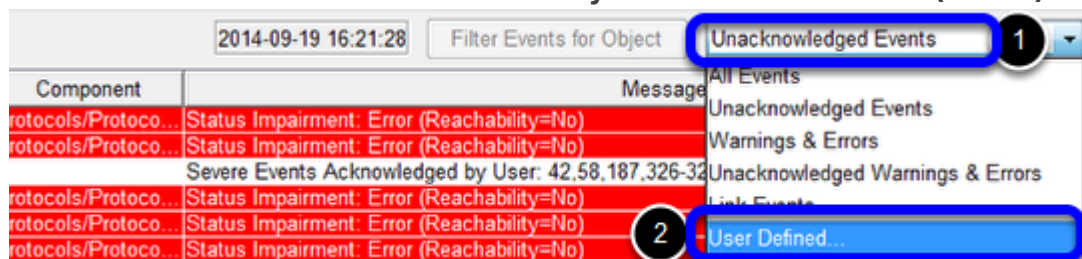 2014-09-19 16:21:28 Filter Events for Object Unacknowledged Events 1
Component Message All Events
rotocols/Protoco... Status Impairment: Error (Reachability=No) Unacknowledged Events
rotocols/Protoco... Status Impairment: Error (Reachability=No) Warnings & Errors
Severe Events Acknowledged by User: 42,58,187,326-32 Unacknowledged Warnings & Errors
rotocols/Protoco... Status Impairment: Error (Reachability=No) Link Events
rotocols/Protoco... Status Impairment: Error (Reachability=No) 2 User Defined...
rotocols/Protoco... Status Impairment: Error (Reachability=No)